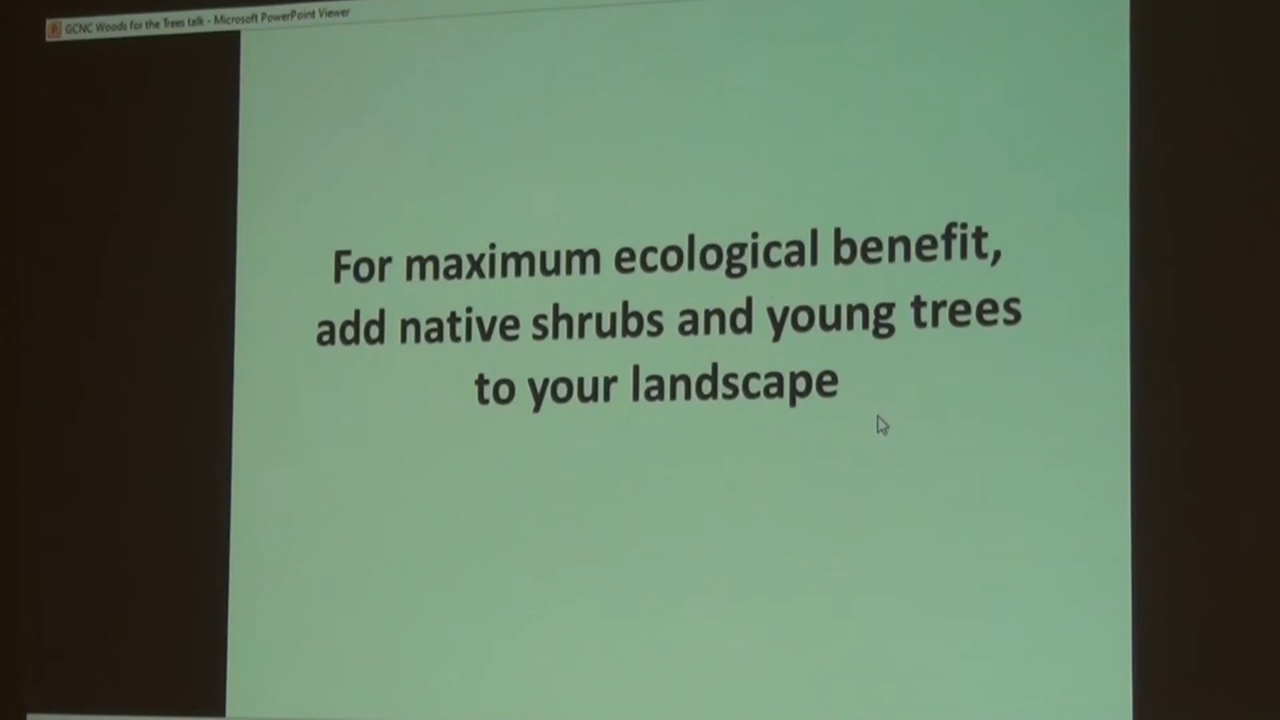 GCNC Woods for the Trees talk - Microsoft PowerPoint Viewer
For maximum ecological benefit,
add native shrubs and young trees
to your landscape